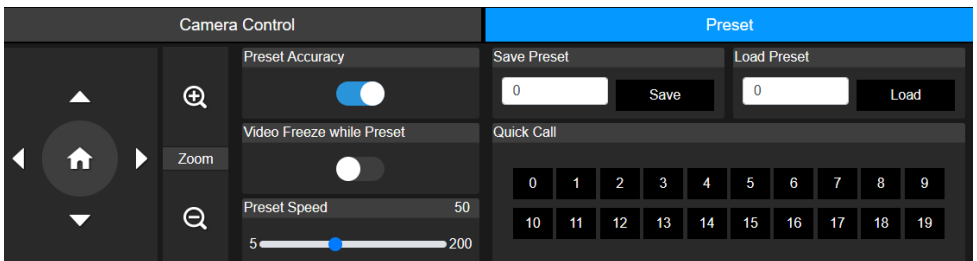 Camera Control
Preset
Preset Accuracy
Save Preset
Load Preset
0
Save
0
Load
Video Freeze while Preset
Quick Call
Zoom
0 1 2 3 4 5 6 7 8 9
Preset Speed 50
10 11 12 13 14 15 16 17 18 19
5 200